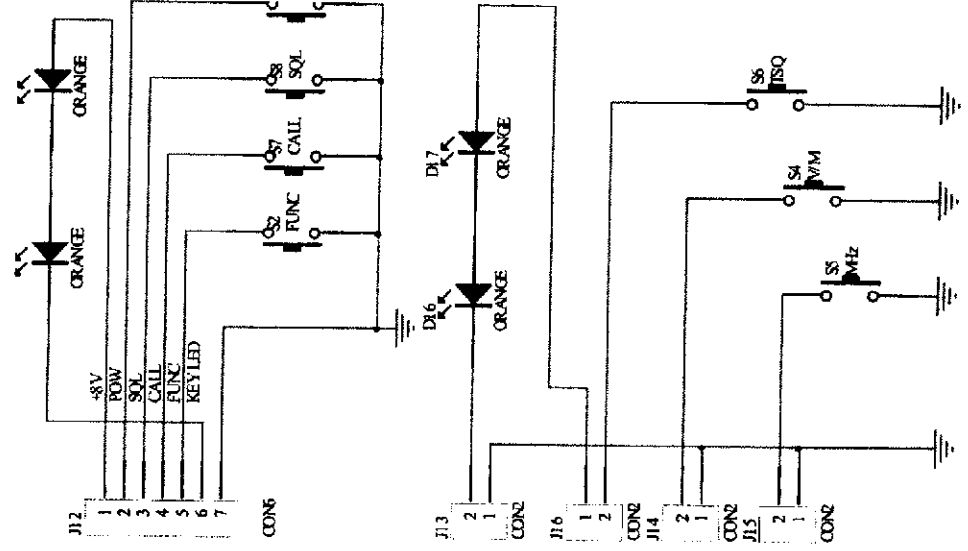 ORANGE
ORANGE
S8
SQL
S7
CALL
S2
FUNC
+8V
POW
SQL
CALL
FUNC
KEY LED
J12
1
2
3
4
5
6
7
CON6
D17
ORANGE
D16
ORANGE
S6
TSQ
S4
V/M
S5
MHz
J13
2
1
CON2
J16
1
2
CON2
J14
2
1
CON2
J15
2
1
CON2